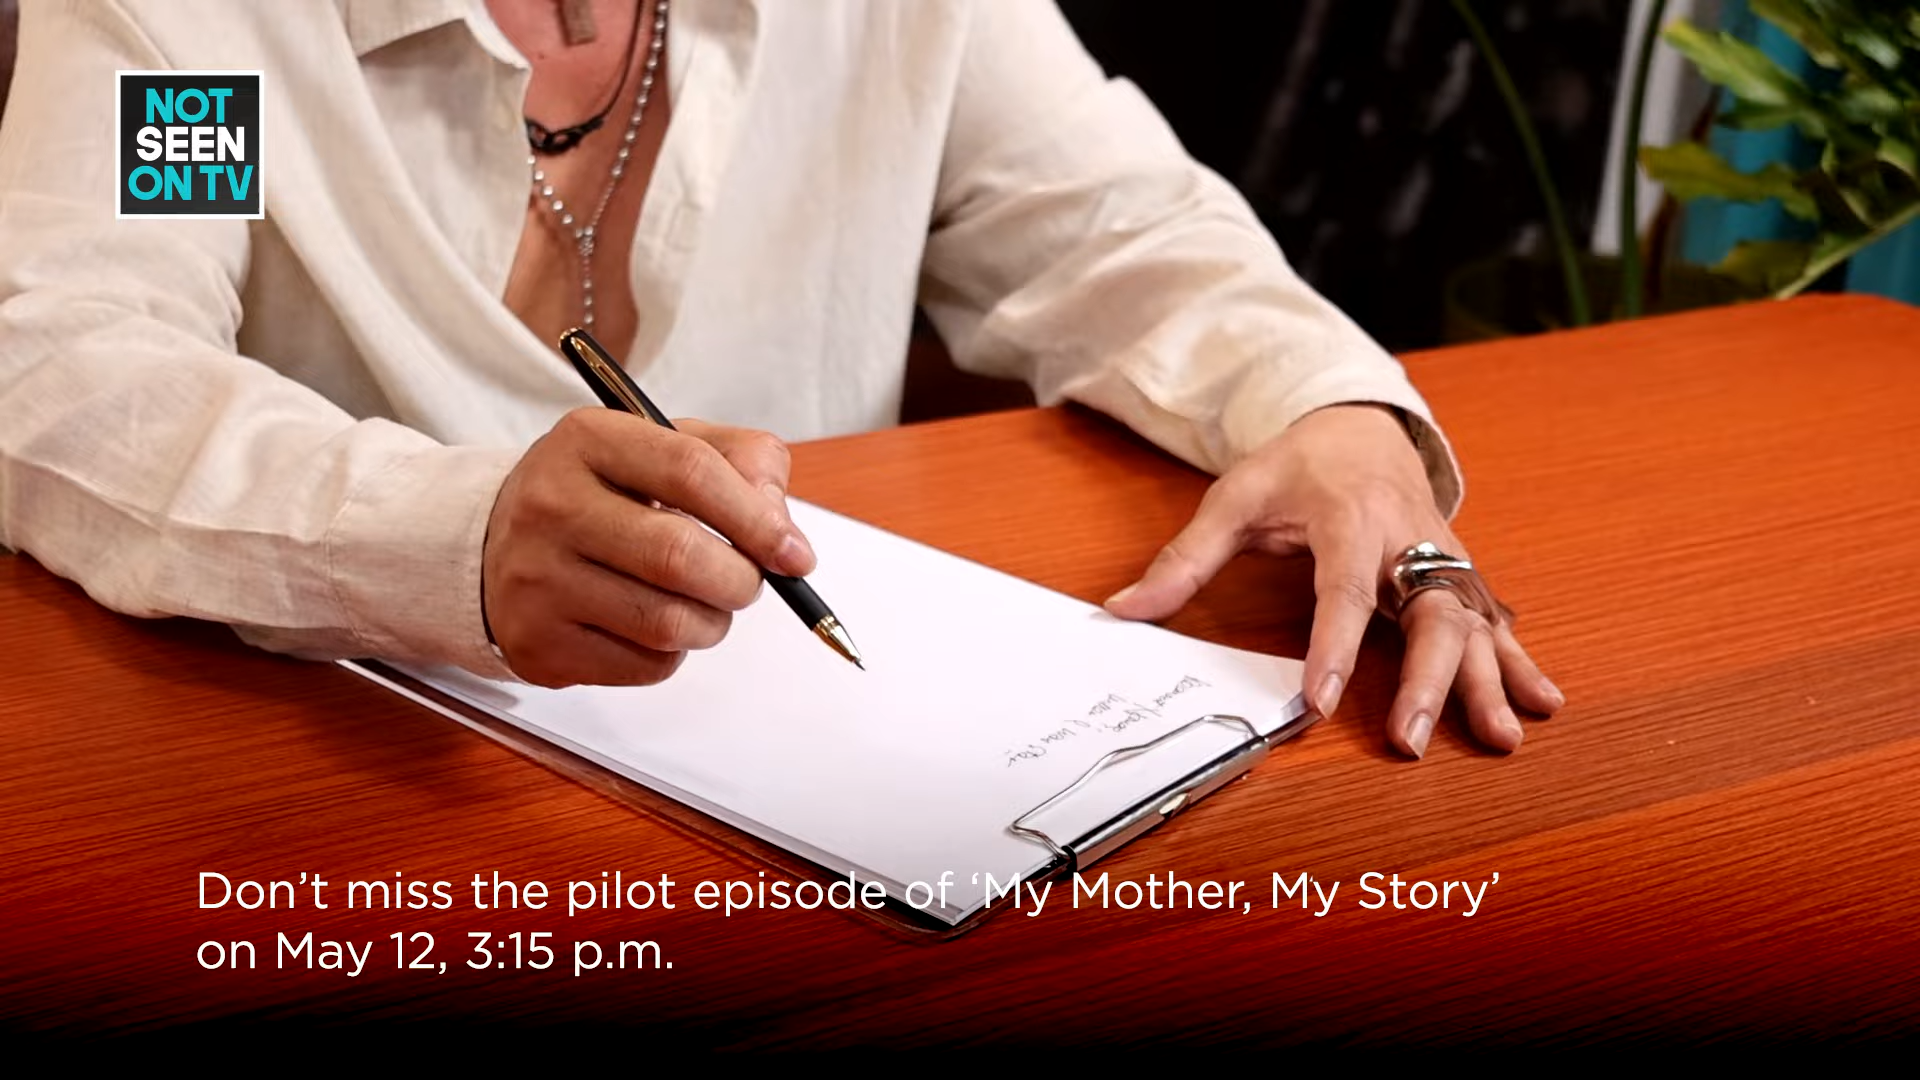 NOT
SEEN
ON TV
Don't miss the pilot episode of ‘My Mother, My Story’
on May 12, 3:15 p.m.